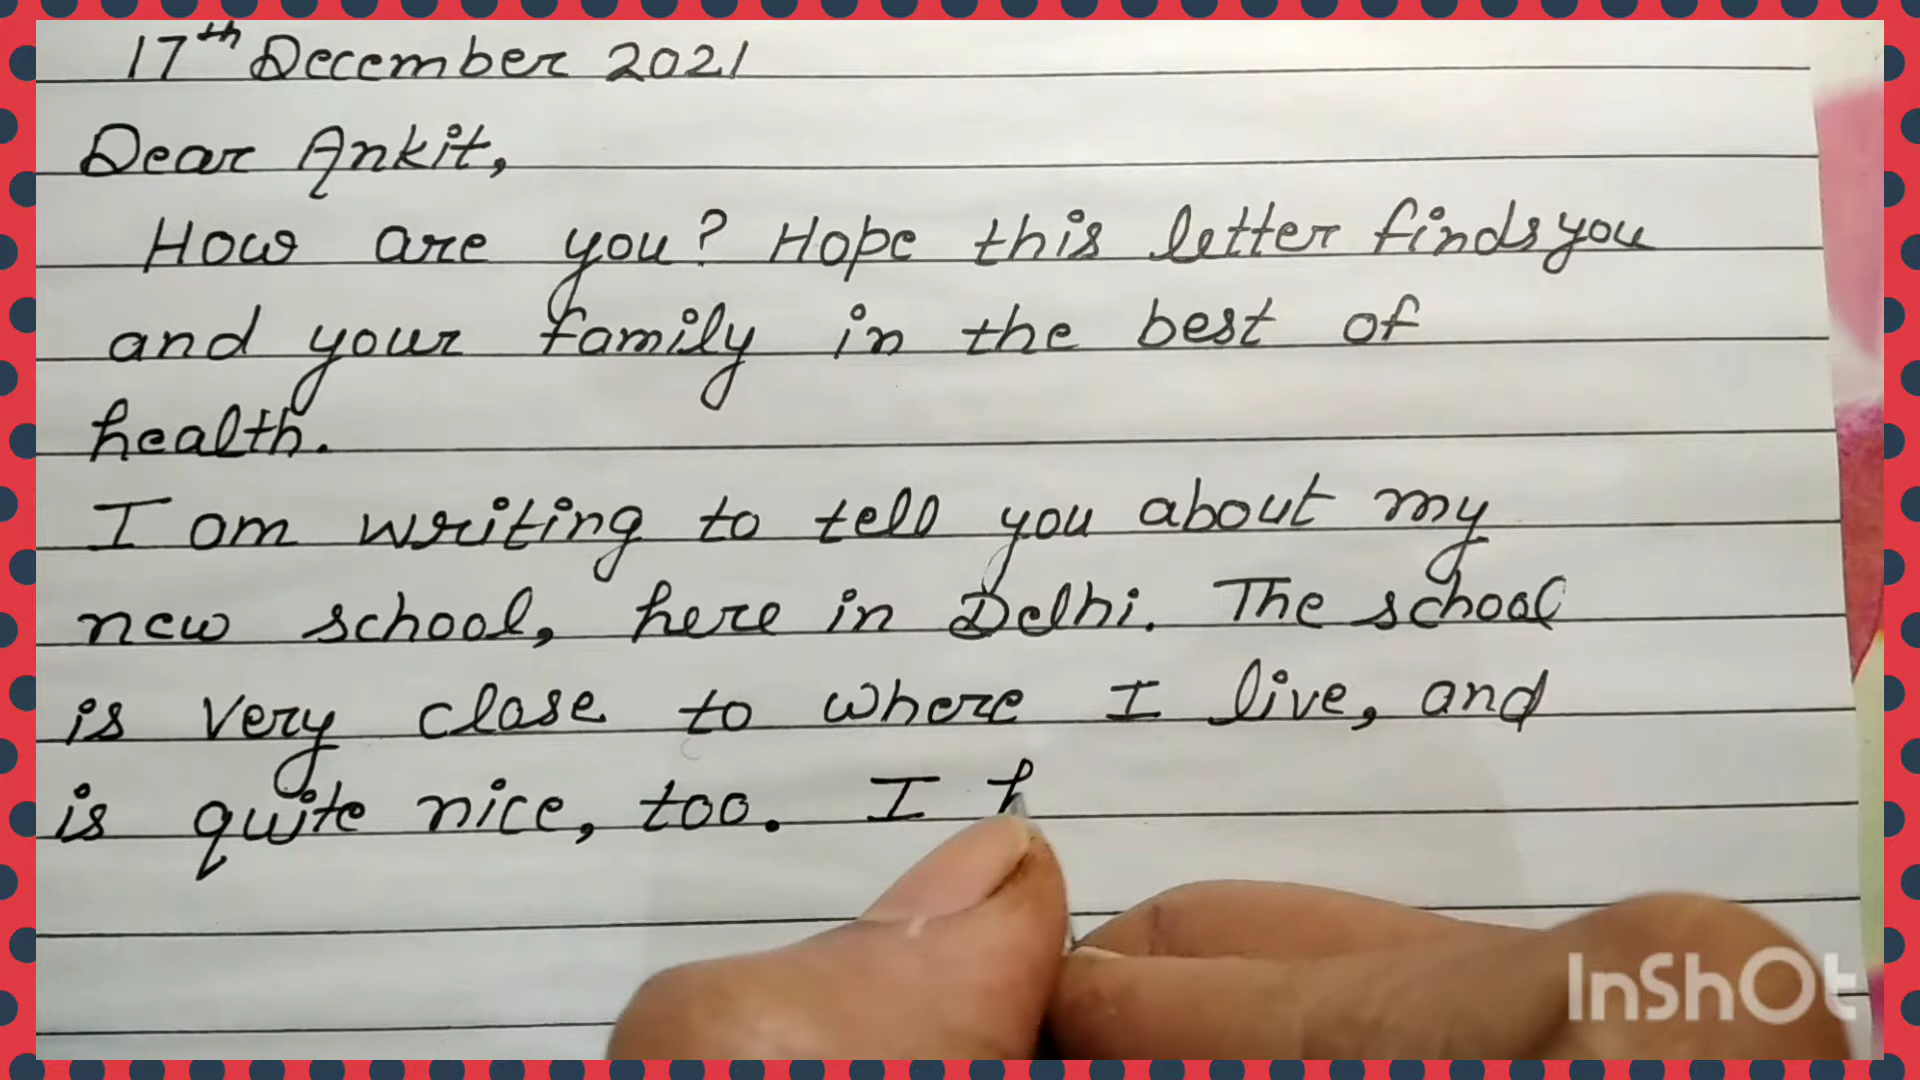 17th December 2021
Dear Ankit,
How are you? Hope this letter finds you
and your family in the best of
health.
I am writing to tell you about my
new school, here in Delhi. The school
is very close to where I live, and
is quite nice, too. I
InShOt